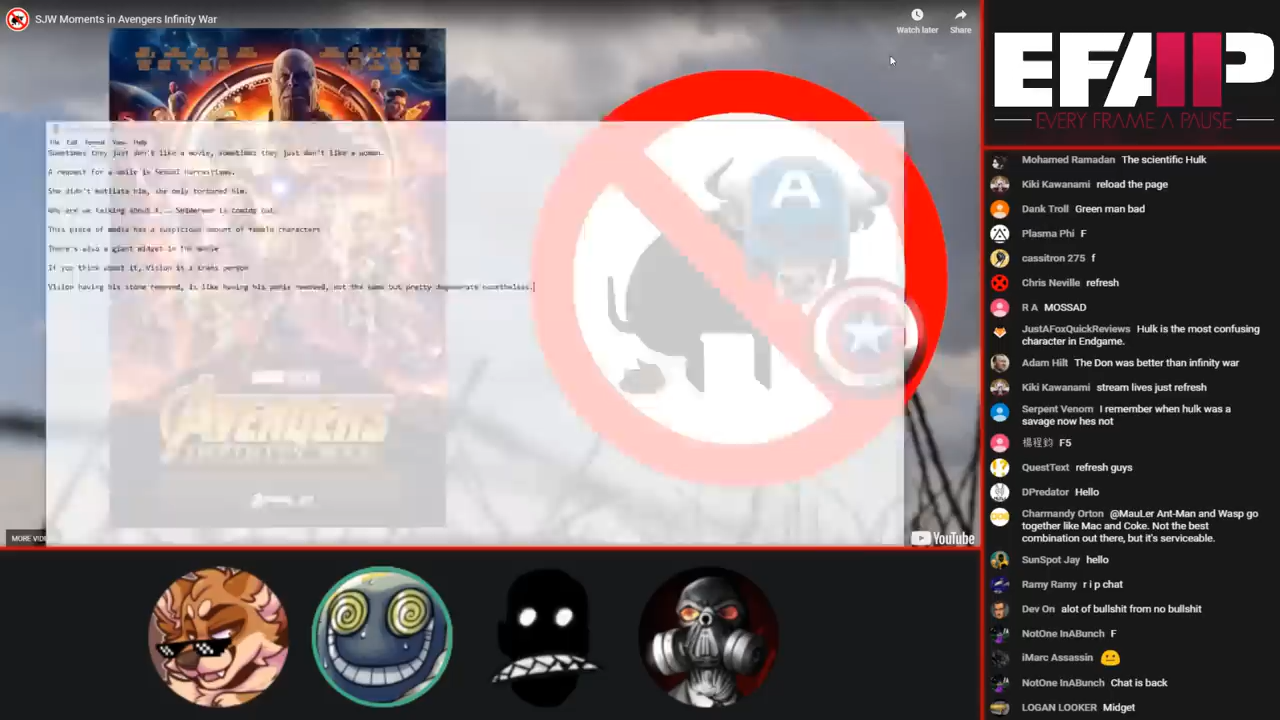 SJW Moments in Avengers Infinity War
Watch later
Share
File Edit Format View Help
Sometimes they just don't like a movie, sometimes they just don't like a woman.
A request for a smile is Sexual Harrastions.
She didn't mutilate him, she only tortured him.
Why are we talking about it... Spiderman is coming out.
This piece of media has a suspicious amount of female characters
There's also a giant midget in the movie
If you think about it, Vision is a trans person
Vision having his stone removed, is like having his penis removed, not the same but pretty degenerate nonetheless.
A
AVENGERS
MORE VID
YouTube
EFAP
EVERY FRAME A PAUSE
Mohamed Ramadan The scientific Hulk
Kiki Kawanami reload the page
Dank Troll Green man bad
Plasma Phi F
cassitron 275 f
Chris Neville refresh
R A MOSSAD
JustAFoxQuickReviews Hulk is the most confusing
character in Endgame.
Adam Hilt The Don was better than infinity war
Kiki Kawanami stream lives just refresh
Serpent Venom I remember when hulk was a
savage now hes not
楊程鈞 F5
QuestText refresh guys
DPredator Hello
Charmandy Orton @MauLer Ant-Man and Wasp go
together like Mac and Coke. Not the best
combination out there, but it's serviceable.
SunSpot Jay hello
Ramy Ramy r i p chat
Dev On alot of bullshit from no bullshit
NotOne InABunch F
iMarc Assassin
NotOne InABunch Chat is back
LOGAN LOOKER Midget